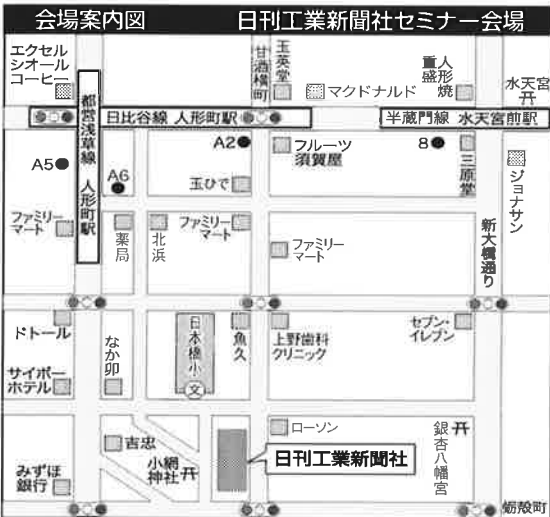 会場案内図　日刊工業新聞社セミナー会場
エクセル
シオール
コーヒー
甘酒横町
玉英堂
マクドナルド
重盛
人形焼
水天宮
都営浅草線 人形町駅
日比谷線 人形町駅
半蔵門線 水天宮前駅
A5
A6
A2
フルーツ
須賀屋
8
三原堂
ジョナサン
玉ひで
ファミリー
マート
薬局
北浜
ファミリー
マート
ファミリー
マート
新大橋通り
ドトール
なか卯
日本橋小
文
魚久
上野歯科
クリニック
セブン・
イレブン
サイボー
ホテル
吉忠
小網
神社
ローソン
銀杏八幡宮
日刊工業新聞社
みずほ
銀行
蛎殻町